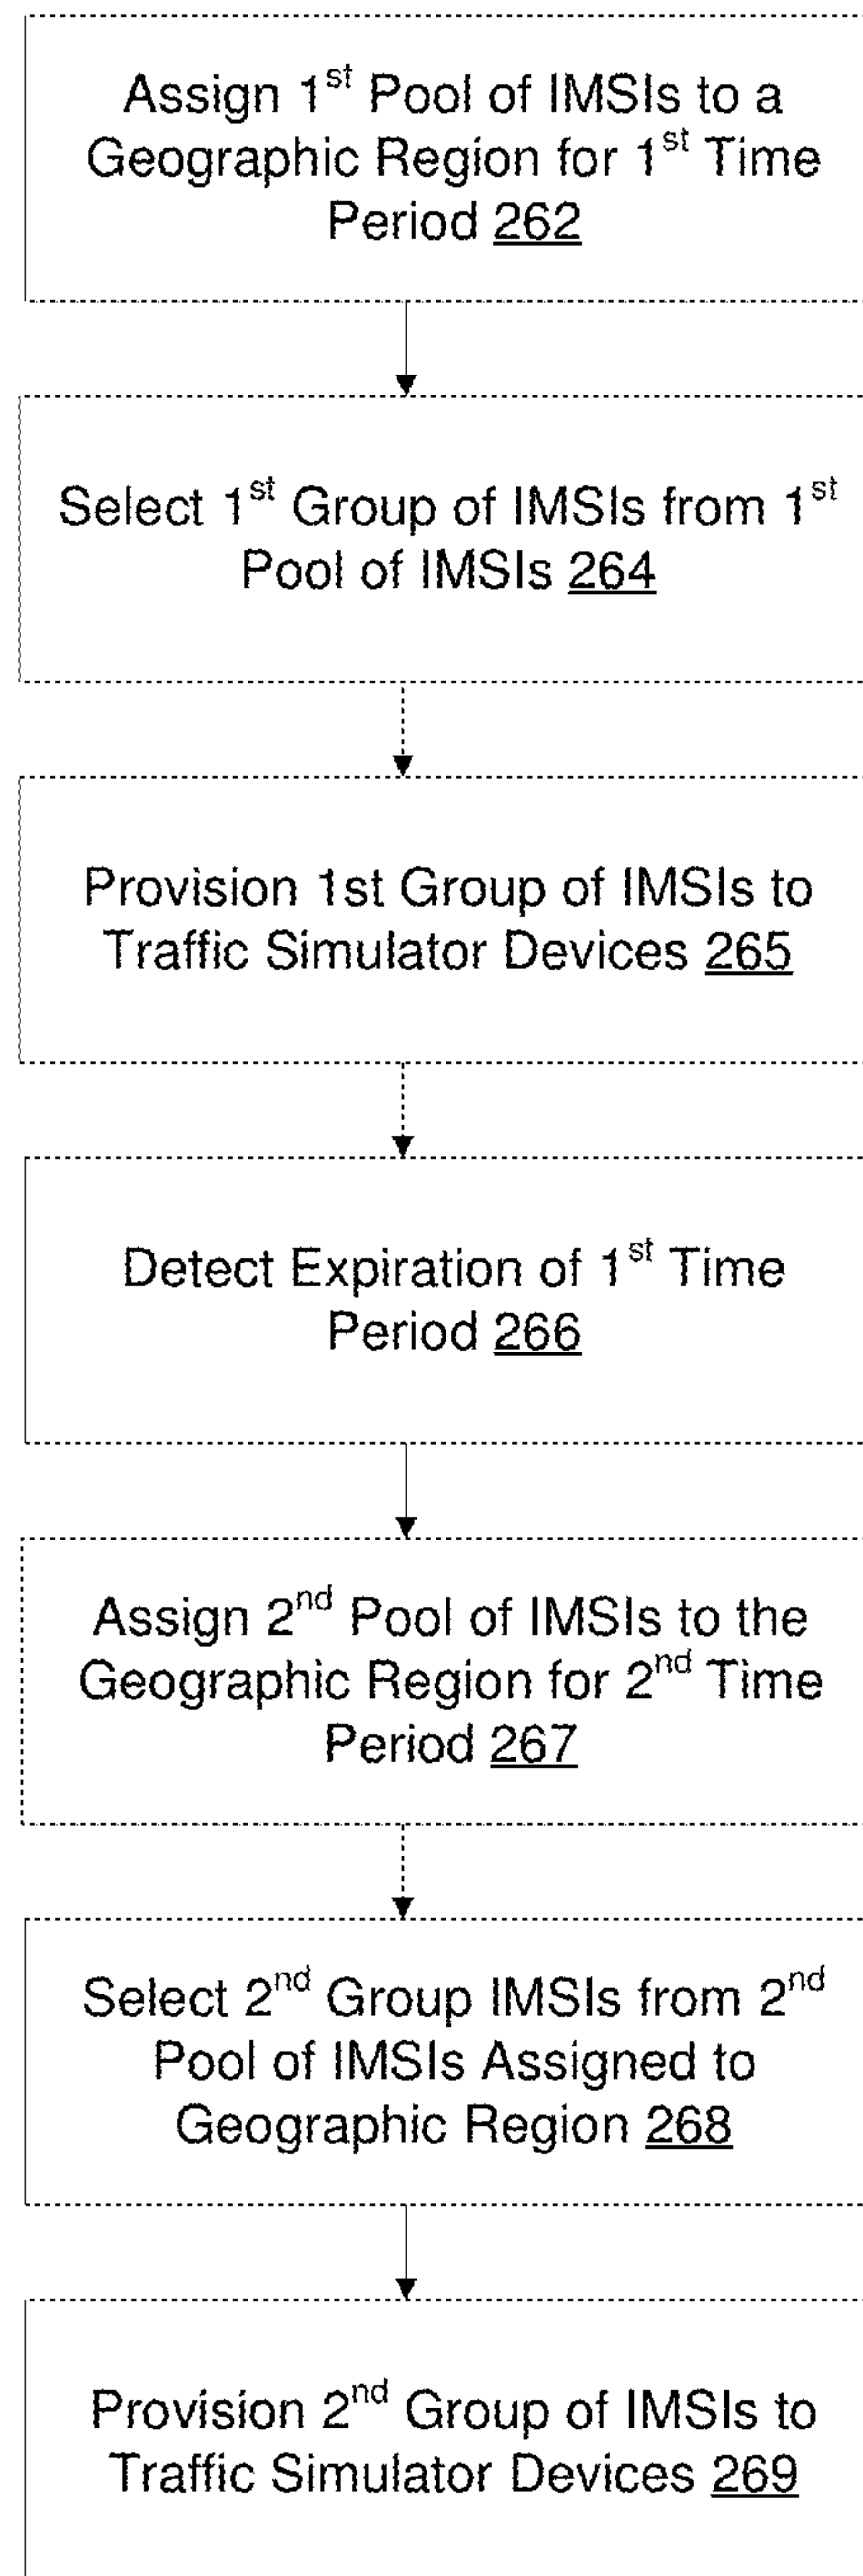 Assign 1st Pool of IMSIs to a
Geographic Region for 1st Time
Period 262
Select 1st Group of IMSIs from 1st
Pool of IMSIs 264
Provision 1st Group of IMSIs to
Traffic Simulator Devices 265
Detect Expiration of 1st Time
Period 266
Assign 2nd Pool of IMSIs to the
Geographic Region for 2nd Time
Period 267
Select 2nd Group IMSIs from 2nd
Pool of IMSIs Assigned to
Geographic Region 268
Provision 2nd Group of IMSIs to
Traffic Simulator Devices 269